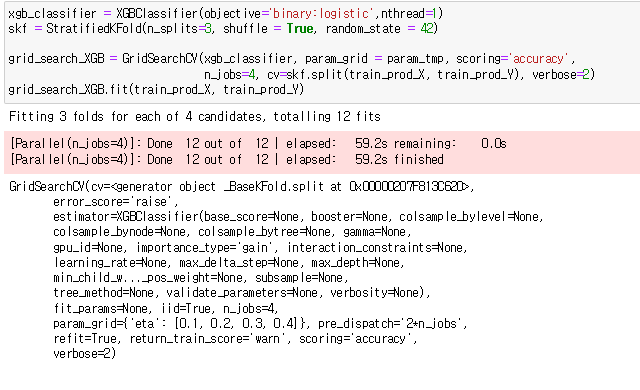 xgb_classifier = XGBClassifier(objective='binary:logistic',nthread=1)
skf = StratifiedKFold(n_splits=3, shuffle = True, random_state = 42)
grid_search_XGB = GridSearchCV(xgb_classifier, param_grid = param_tmp, scoring='accuracy',
n_jobs=4, cv=skf.split(train_prod_X, train_prod_Y), verbose=2)
grid_search_XGB.fit(train_prod_X, train_prod_Y)
Fitting 3 folds for each of 4 candidates, totalling 12 fits
[Parallel(n_jobs=4)]: Done 12 out of 12 | elapsed: 59.2s remaining: 0.0s
[Parallel(n_jobs=4)]: Done 12 out of 12 | elapsed: 59.2s finished
GridSearchCV(cv=<generator object _BaseKFold.split at 0x00000207F813C620>,
error_score='raise',
estimator=XGBClassifier(base_score=None, booster=None, colsample_bylevel=None,
colsample_bynode=None, colsample_bytree=None, gamma=None,
gpu_id=None, importance_type='gain', interaction_constraints=None,
learning_rate=None, max_delta_step=None, max_depth=None,
min_child_w..._pos_weight=None, subsample=None,
tree_method=None, validate_parameters=None, verbosity=None),
fit_params=None, iid=True, n_jobs=4,
param_grid={'eta': [0.1, 0.2, 0.3, 0.4]}, pre_dispatch='2*n_jobs',
refit=True, return_train_score='warn', scoring='accuracy',
verbose=2)